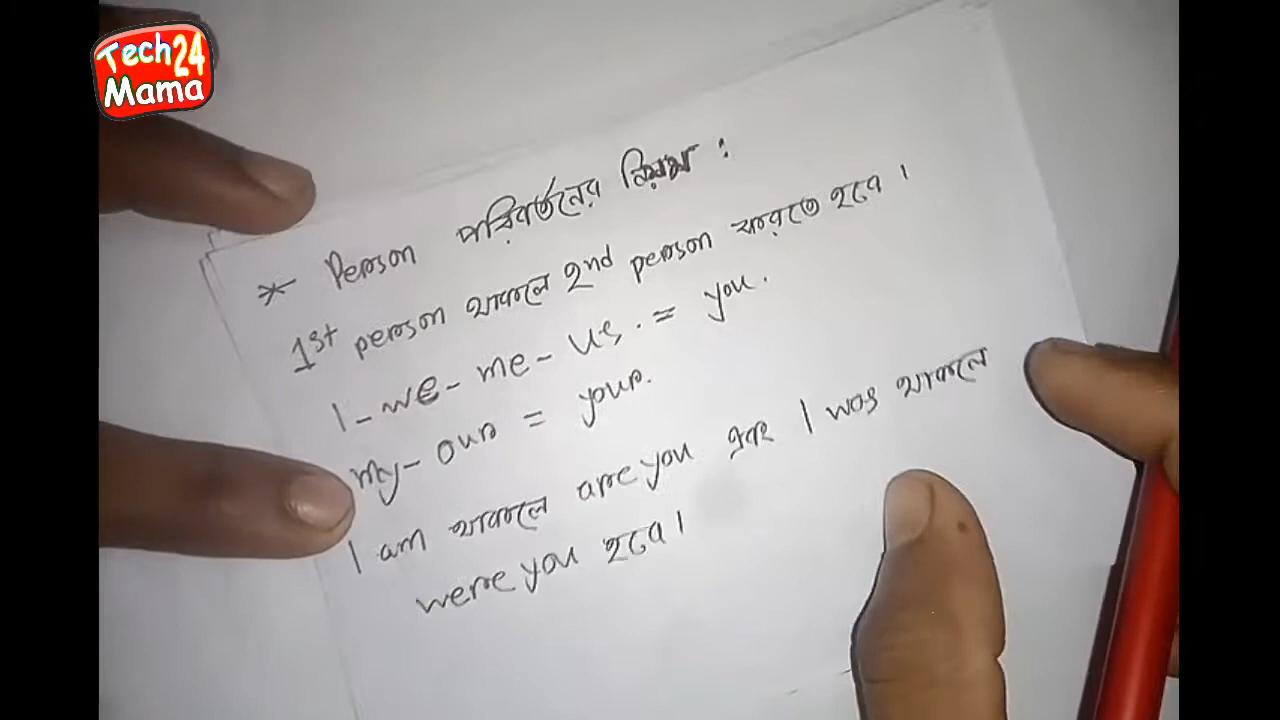 Tech24
Mama
* Person পরিবর্তনের নিয়ম :
1st person থাকলে 2nd person করতে হবে ।
I - we - me - us. = you.
my - our = your.
I am থাকলে are you এবং I was থাকলে
were you হবে ।